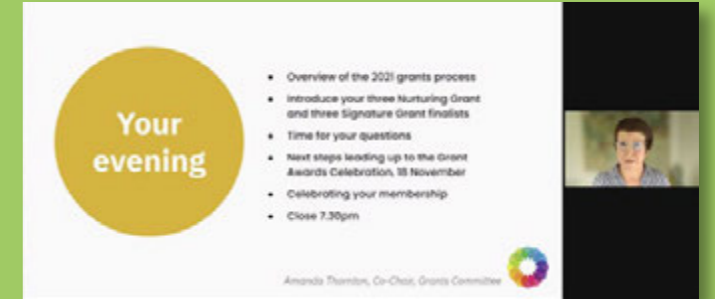 Your
evening
• Overview of the 2021 grants process
• Introduce your three Nurturing Grant
and three Signature Grant finalists
• Time for your questions
• Next steps leading up to the Grant
Awards Celebration, 18 November
• Celebrating your membership
• Close 7.30pm
Amanda Thornton, Co-Chair, Grants Committee